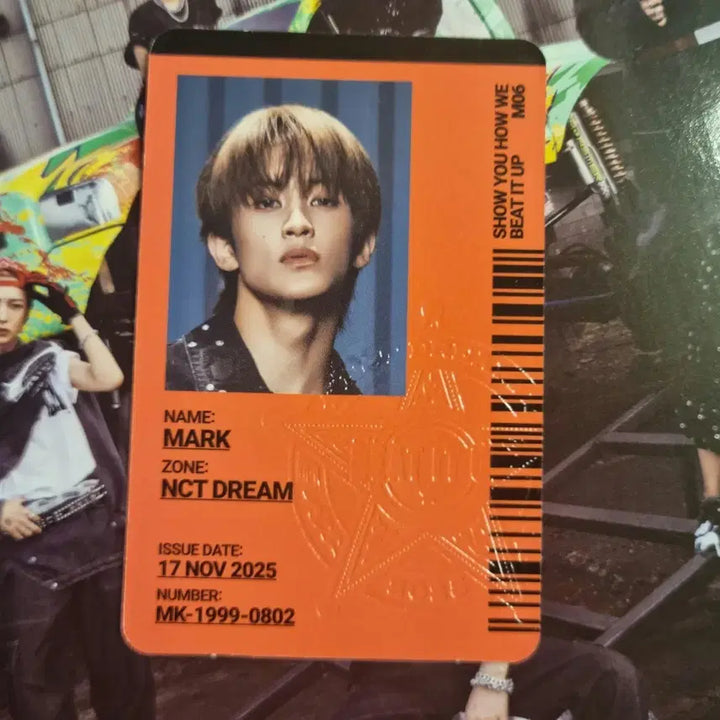 SHOW YOU HOW WE
BEAT IT UP
M06
NAME:
MARK
ZONE:
NCT DREAM
ISSUE DATE:
17 NOV 2025
NUMBER:
MK-1999-0802